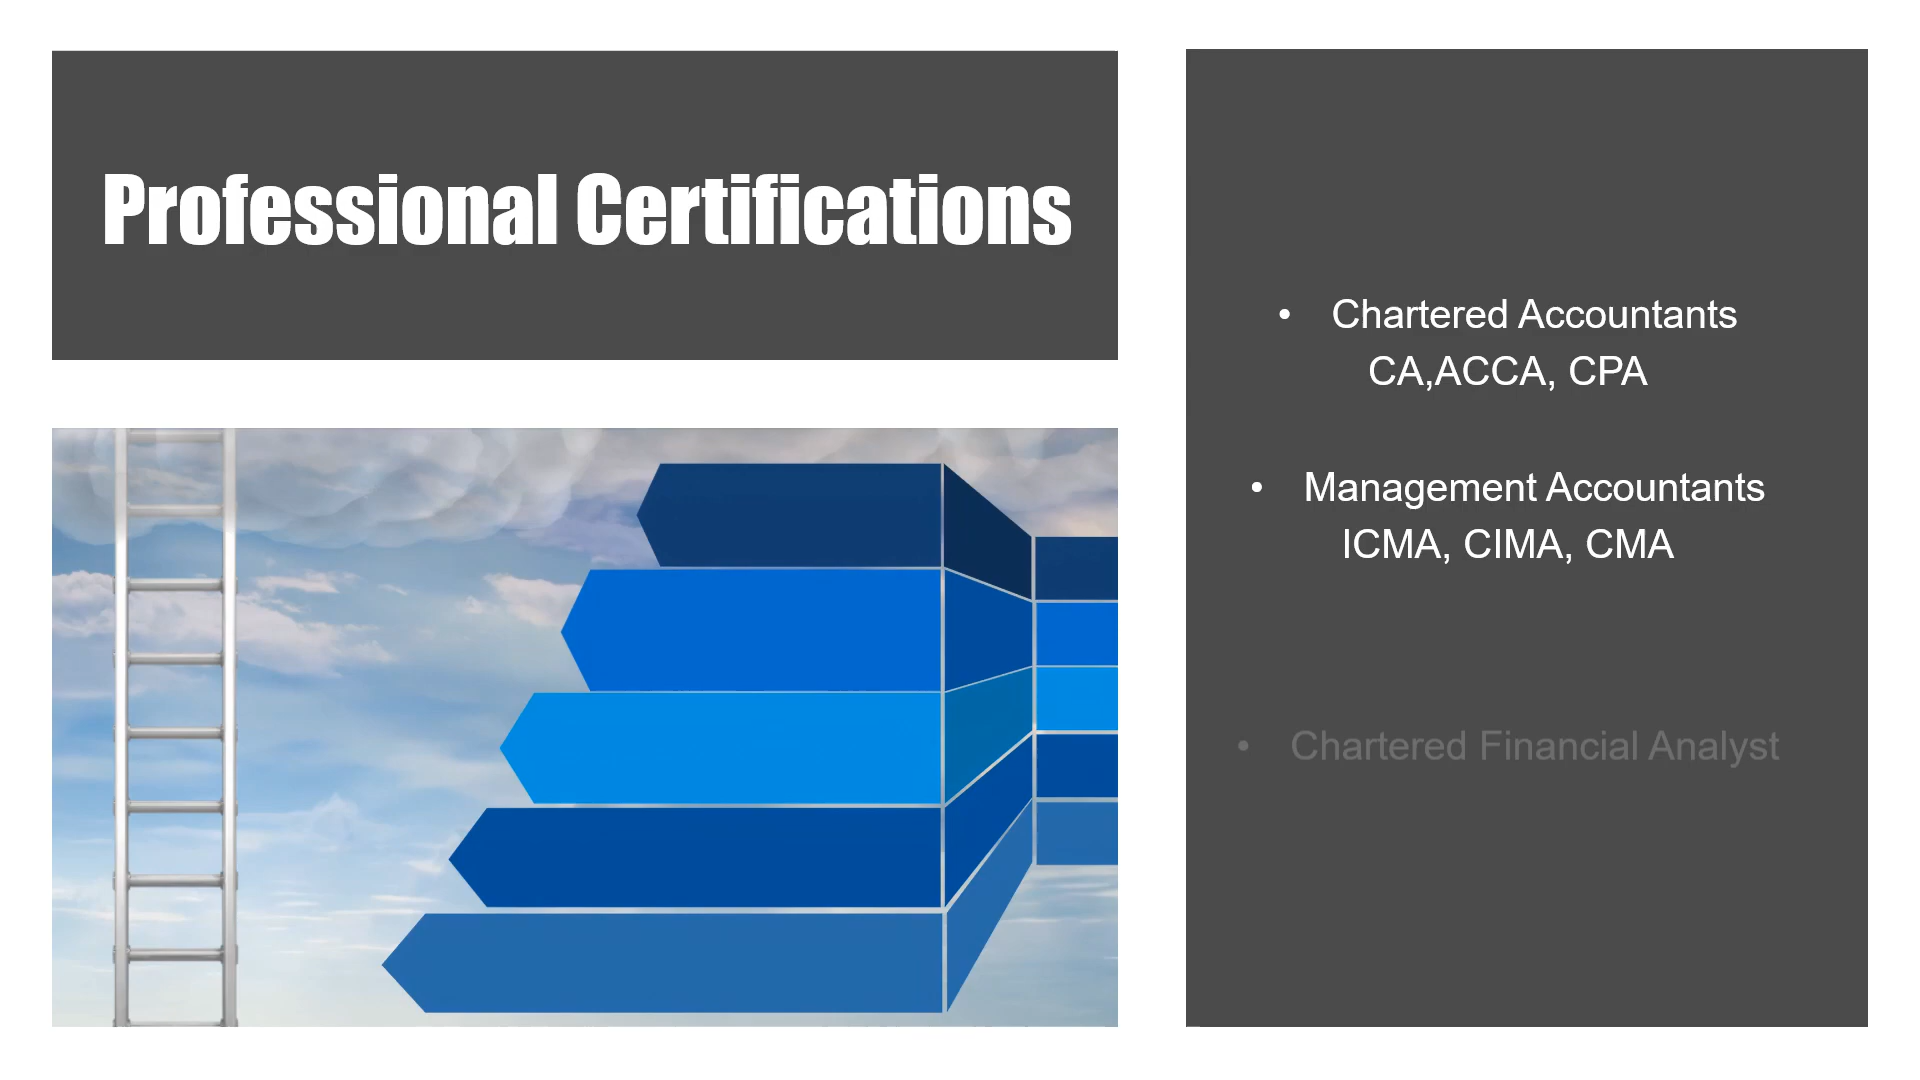 Professional Certifications
• Chartered Accountants
CA,ACCA, CPA
• Management Accountants
ICMA, CIMA, CMA
• Chartered Financial Analyst